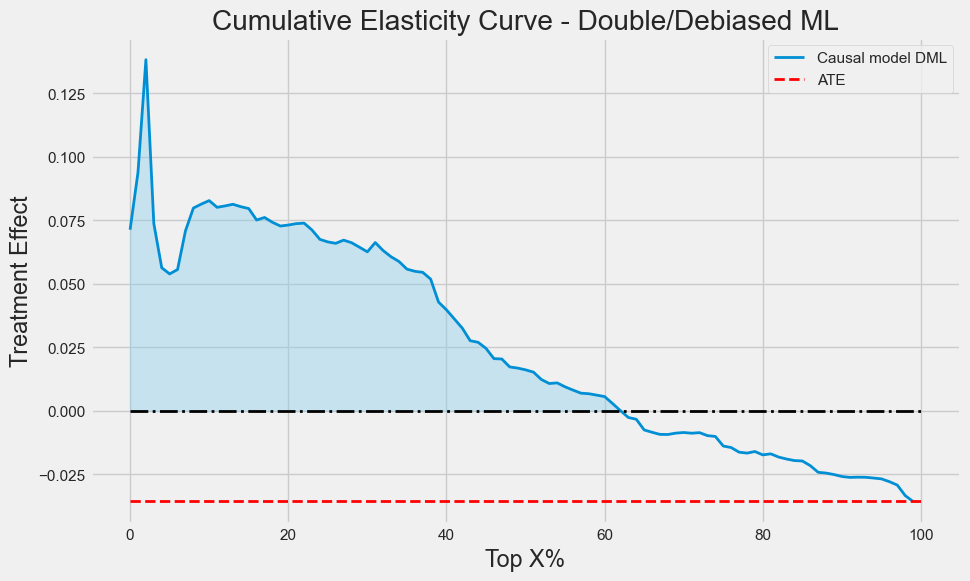 Cumulative Elasticity Curve - Double/Debiased ML
Causal model DML
ATE
Treatment Effect
0.125
0.100
0.075
0.050
0.025
0.000
−0.025
0
20
40
60
80
100
Top X%